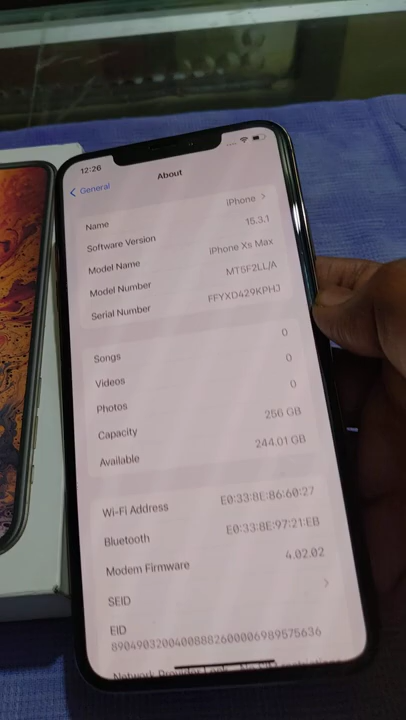 12:26
General
About
Name iPhone
Software Version 15.3.1
Model Name iPhone Xs Max
Model Number MT5F2LL/A
Serial Number FFYXD429KPHJ
Songs 0
Videos 0
Photos 0
Capacity 256 GB
Available 244.01 GB
Wi-Fi Address E0:33:8E:86:60:27
Bluetooth E0:33:8E:97:21:EB
Modem Firmware 4.02.02
SEID
EID
89049032004008882600006989575636
Network Provider Lock